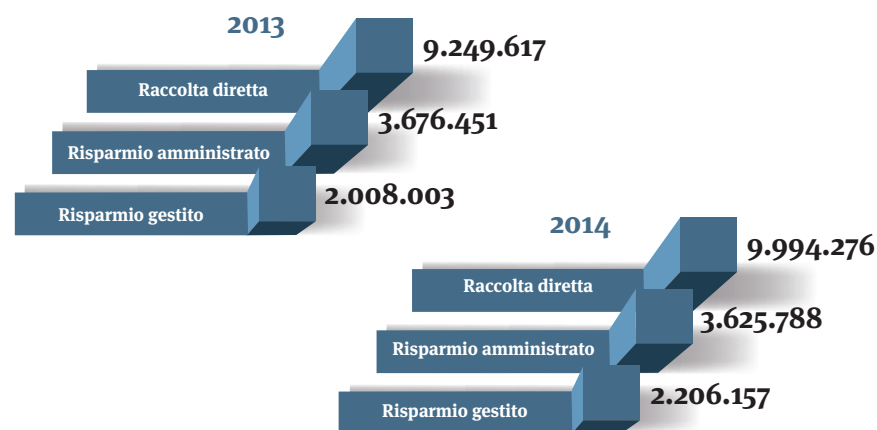 2013
Raccolta diretta
9.249.617
Risparmio amministrato
3.676.451
Risparmio gestito
2.008.003
2014
Raccolta diretta
9.994.276
Risparmio amministrato
3.625.788
Risparmio gestito
2.206.157